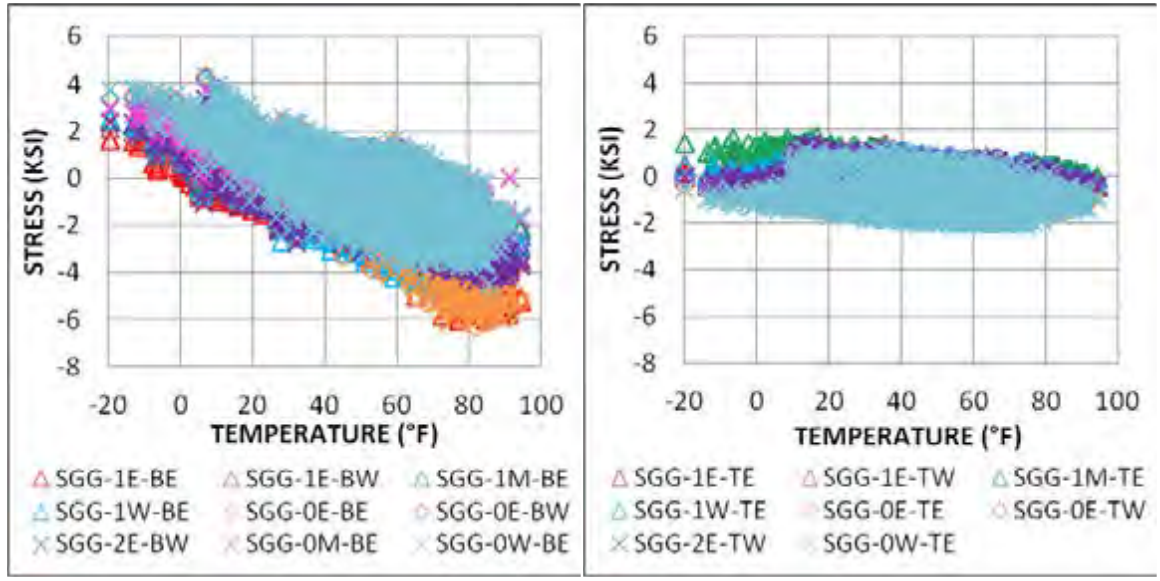 6
4
2
0
-2
-4
-6
-8
STRESS (KSI)
-20 0 20 40 60 80 100
TEMPERATURE (°F)
SGG-1E-BE SGG-1E-BW SGG-1M-BE
SGG-1W-BE SGG-0E-BE SGG-0E-BW
SGG-2E-BW SGG-0M-BE SGG-0W-BE
6
4
2
0
-2
-4
-6
-8
STRESS (KSI)
-20 0 20 40 60 80 100
TEMPERATURE (°F)
SGG-1E-TE SGG-1E-TW SGG-1M-TE
SGG-1W-TE SGG-0E-TE SGG-0E-TW
SGG-2E-TW SGG-0W-TE